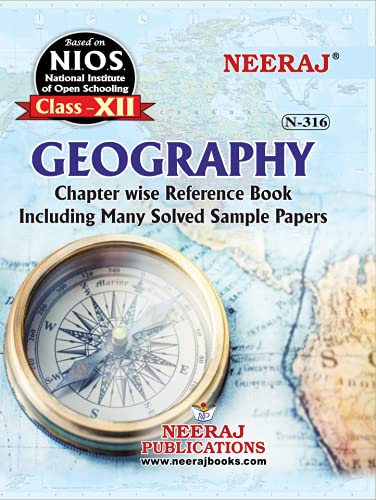 Based on
NIOS
National Institute
of Open Schooling
Class –XII
NEERAJ®
N-316
GEOGRAPHY
Chapter wise Reference Book
Including Many Solved Sample Papers
NEERAJ
PUBLICATIONS
www.neerajbooks.com